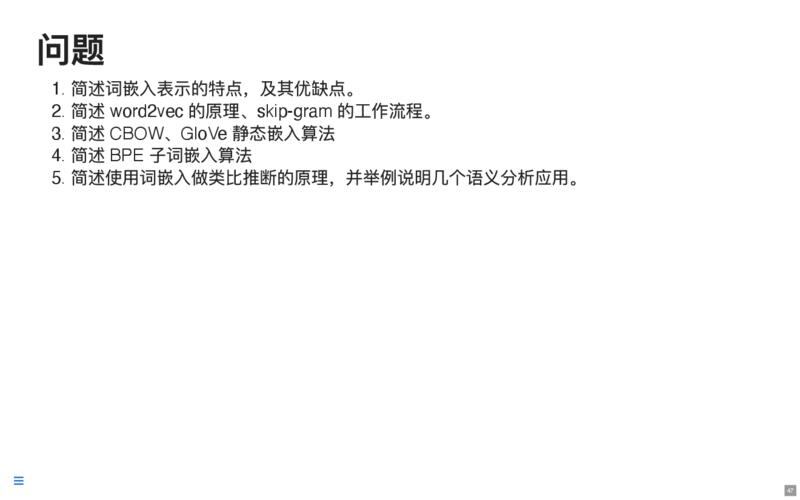 问题
1. 简述词嵌入表示的特点，及其优缺点。
2. 简述 word2vec 的原理、skip-gram 的工作流程。
3. 简述 CBOW、GloVe 静态嵌入算法
4. 简述 BPE 子词嵌入算法
5. 简述使用词嵌入做类比推断的原理，并举例说明几个语义分析应用。
47